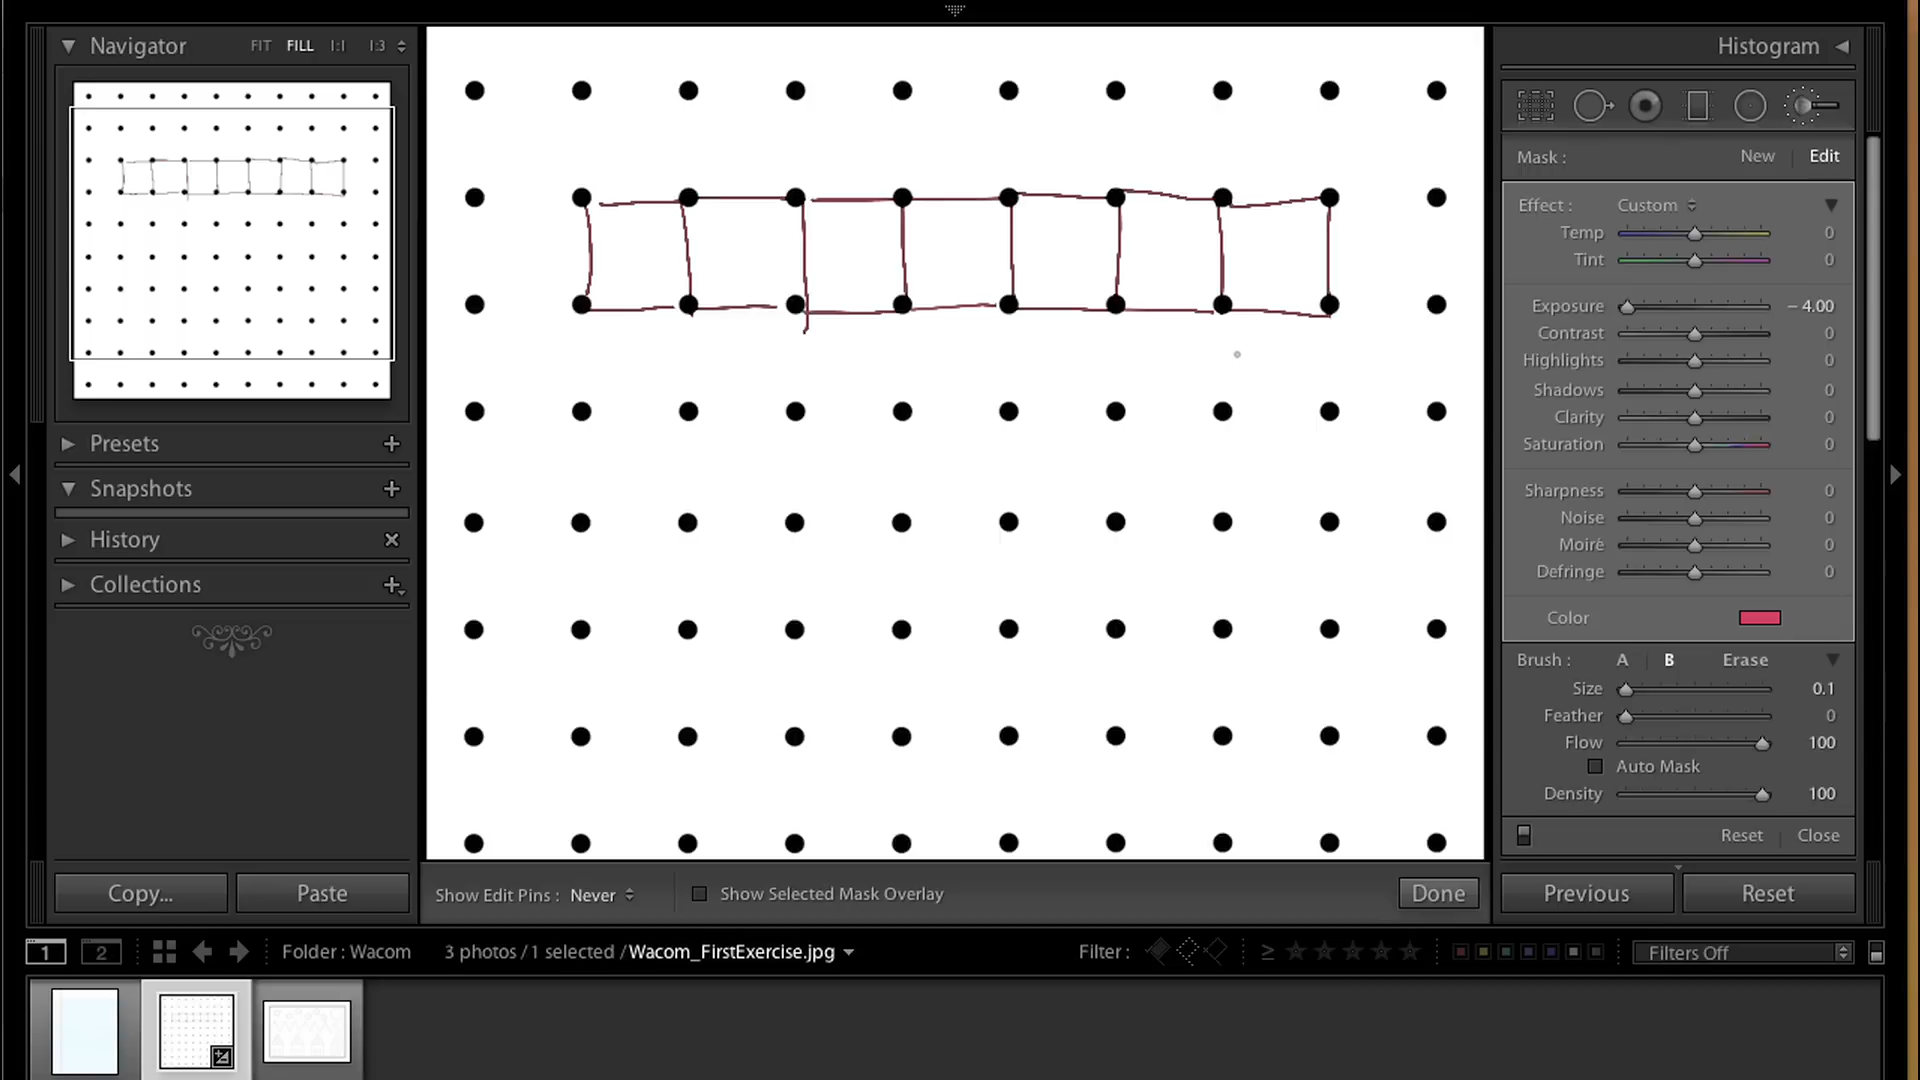 Navigator FIT FILL 1:1 1:3
Presets
Snapshots
History
Collections
Copy... Paste
Show Edit Pins : Never Show Selected Mask Overlay Done
Histogram
Mask : New Edit
Effect : Custom
Temp 0
Tint 0
Exposure – 4.00
Contrast 0
Highlights 0
Shadows 0
Clarity 0
Saturation 0
Sharpness 0
Noise 0
Moiré 0
Defringe 0
Color
Brush : A B Erase
Size 0.1
Feather 0
Flow 100
Auto Mask
Density 100
Reset Close
Previous Reset
1 2 Folder : Wacom 3 photos / 1 selected / Wacom_FirstExercise.jpg Filter : ≥ Filters Off